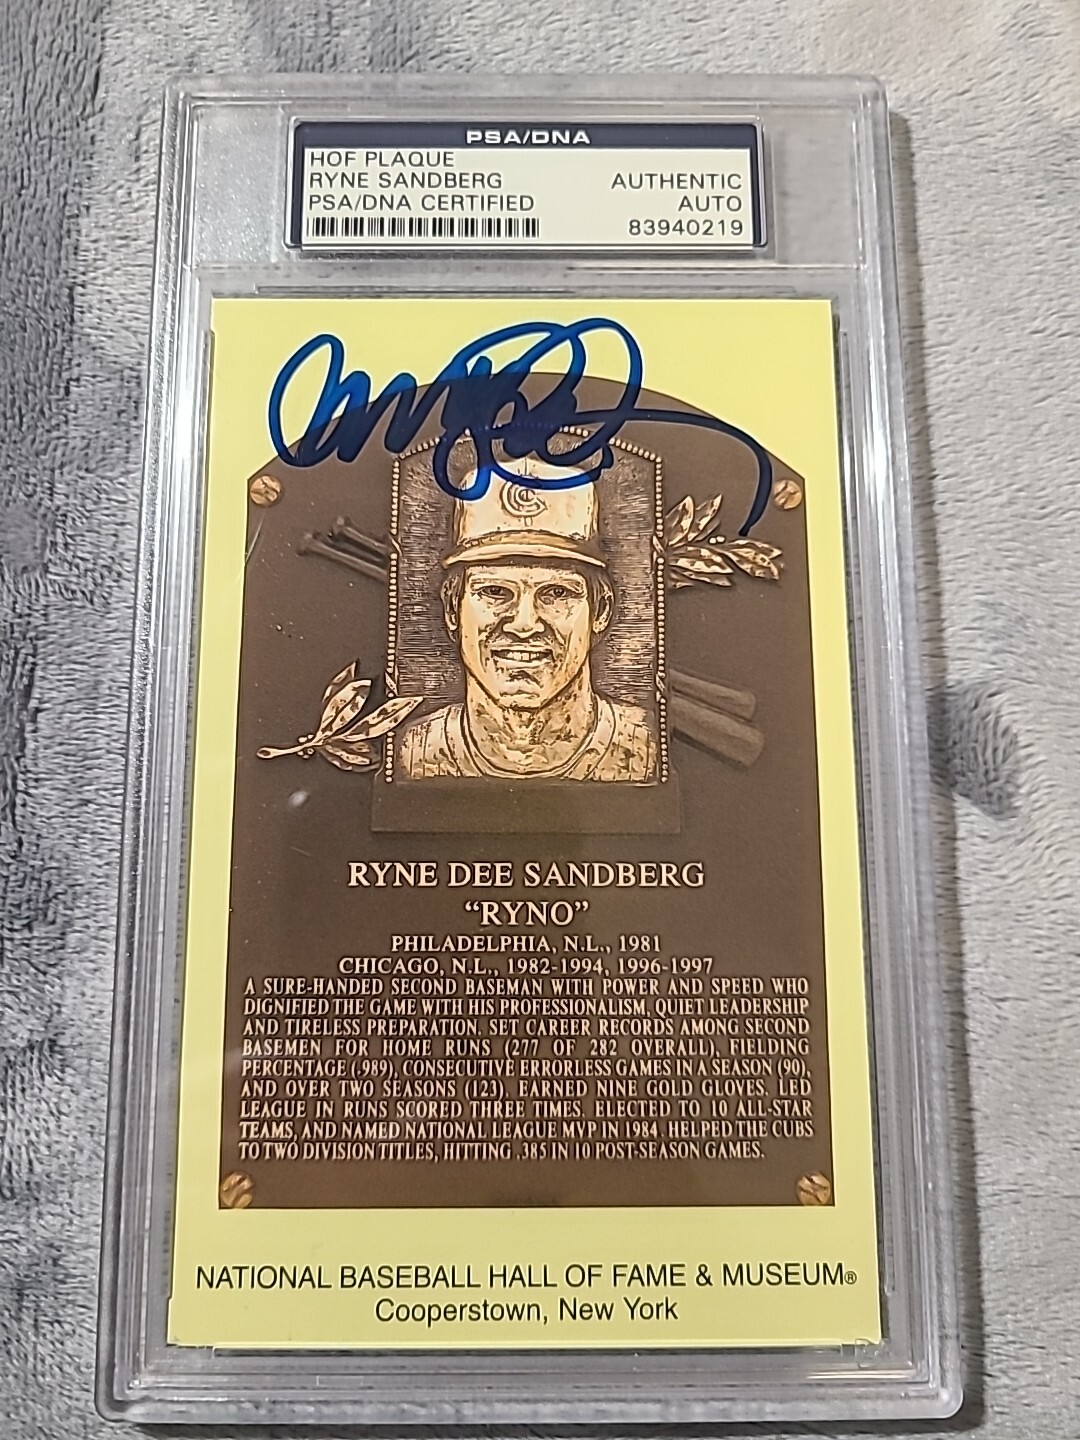 PSA/DNA
HOF PLAQUE
RYNE SANDBERG AUTHENTIC
PSA/DNA CERTIFIED AUTO
83940219
RYNE DEE SANDBERG
“RYNO”
PHILADELPHIA, N.L., 1981
CHICAGO, N.L., 1982-1994, 1996-1997
A SURE-HANDED SECOND BASEMAN WITH POWER AND SPEED WHO
DIGNIFIED THE GAME WITH HIS PROFESSIONALISM, QUIET LEADERSHIP
AND TIRELESS PREPARATION. SET CAREER RECORDS AMONG SECOND
BASEMEN FOR HOME RUNS (277 OF 282 OVERALL), FIELDING
PERCENTAGE (.989), CONSECUTIVE ERRORLESS GAMES IN A SEASON (90),
AND OVER TWO SEASONS (123). EARNED NINE GOLD GLOVES. LED
LEAGUE IN RUNS SCORED THREE TIMES. ELECTED TO 10 ALL-STAR
TEAMS, AND NAMED NATIONAL LEAGUE MVP IN 1984. HELPED THE CUBS
TO TWO DIVISION TITLES, HITTING .385 IN 10 POST-SEASON GAMES.
NATIONAL BASEBALL HALL OF FAME & MUSEUM®
Cooperstown, New York